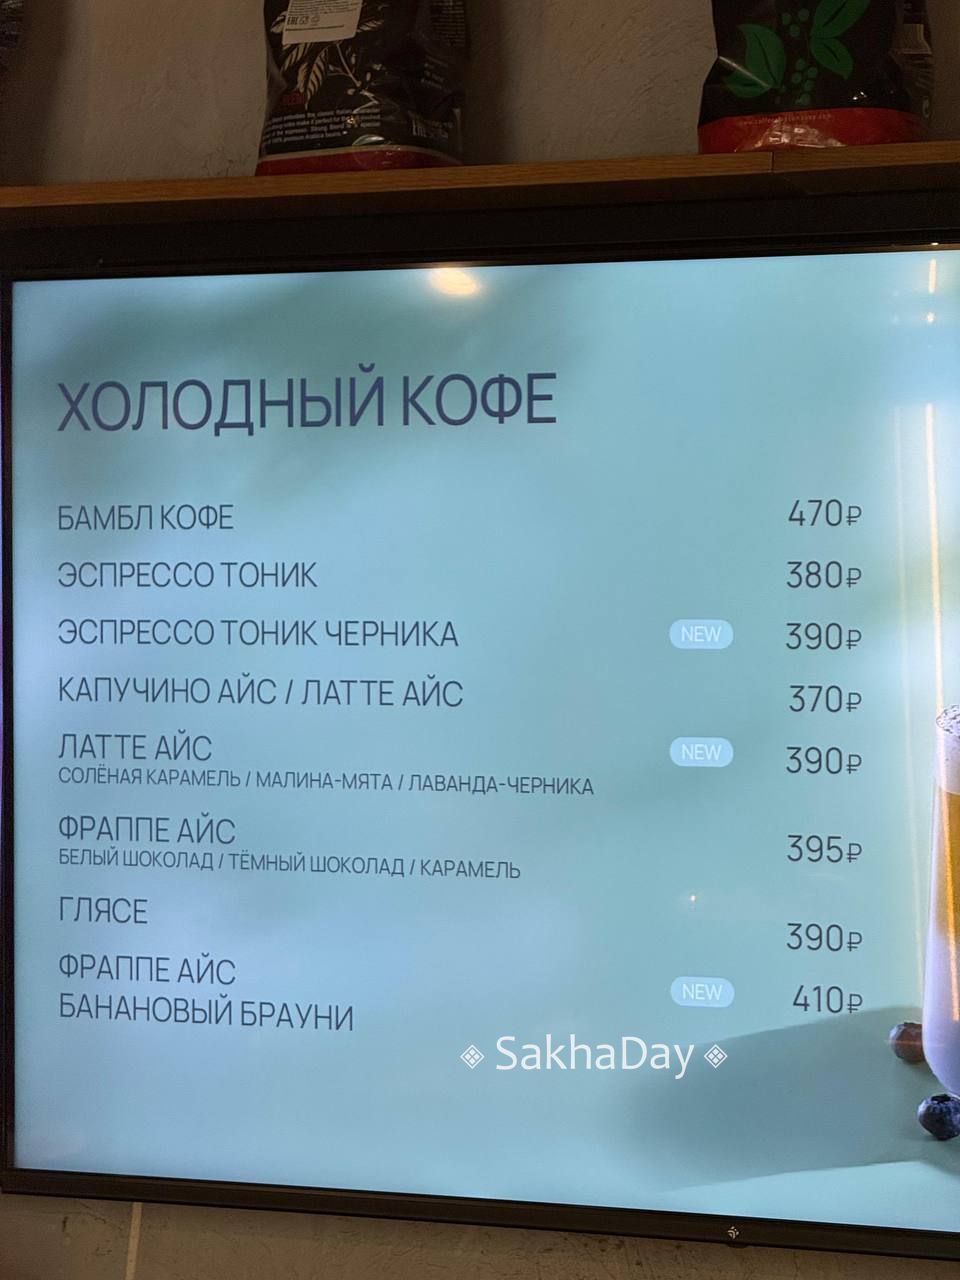 www.coffee
ХОЛОДНЫЙ КОФЕ
БАМБЛ КОФЕ 470₽
ЭСПРЕССО ТОНИК 380₽
ЭСПРЕССО ТОНИК ЧЕРНИКА NEW 390₽
КАПУЧИНО АЙС / ЛАТТЕ АЙС 370₽
ЛАТТЕ АЙС NEW 390₽
СОЛЁНАЯ КАРАМЕЛЬ / МАЛИНА-МЯТА / ЛАВАНДА-ЧЕРНИКА
ФРАППЕ АЙС 395₽
БЕЛЫЙ ШОКОЛАД / ТЁМНЫЙ ШОКОЛАД / КАРАМЕЛЬ
ГЛЯСЕ 390₽
ФРАППЕ АЙС
БАНАНОВЫЙ БРАУНИ NEW 410₽
SakhaDay